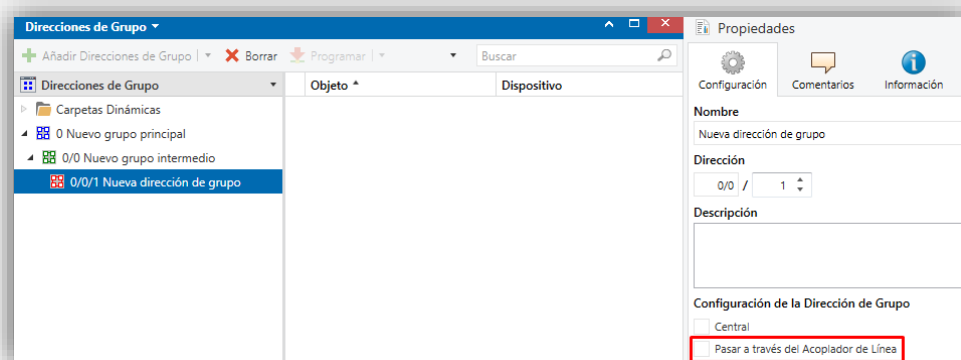 Direcciones de Grupo
Añadir Direcciones de Grupo Borrar Programar Buscar
Direcciones de Grupo Objeto Dispositivo
Carpetas Dinámicas
0 Nuevo grupo principal
0/0 Nuevo grupo intermedio
0/0/1 Nueva dirección de grupo
Propiedades
Configuración Comentarios Información
Nombre
Nueva dirección de grupo
Dirección
0/0 / 1
Descripción
Configuración de la Dirección de Grupo
Central
Pasar a través del Acoplador de Línea